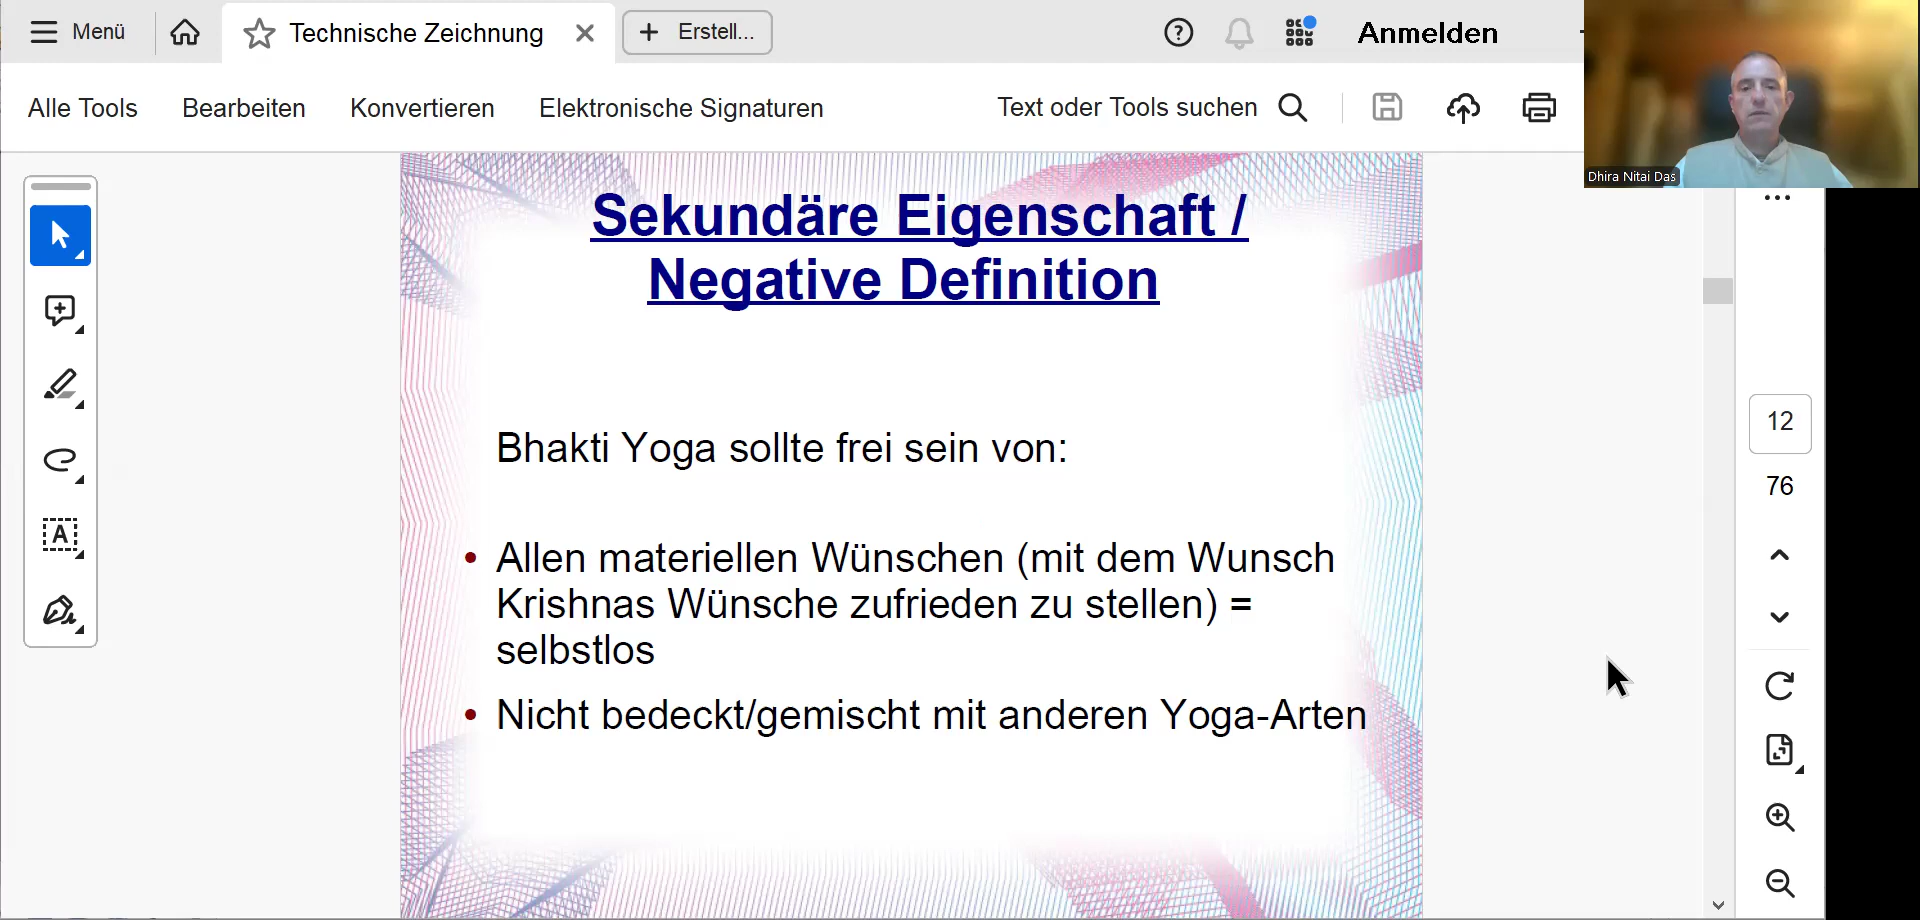 Menü
Technische Zeichnung
Erstell...
Anmelden
Alle Tools
Bearbeiten
Konvertieren
Elektronische Signaturen
Text oder Tools suchen
Dhira Nitai Das
Sekundäre Eigenschaft /
Negative Definition
Bhakti Yoga sollte frei sein von:
• Allen materiellen Wünschen (mit dem Wunsch
Krishnas Wünsche zufrieden zu stellen) =
selbstlos
• Nicht bedeckt/gemischt mit anderen Yoga-Arten
12
76